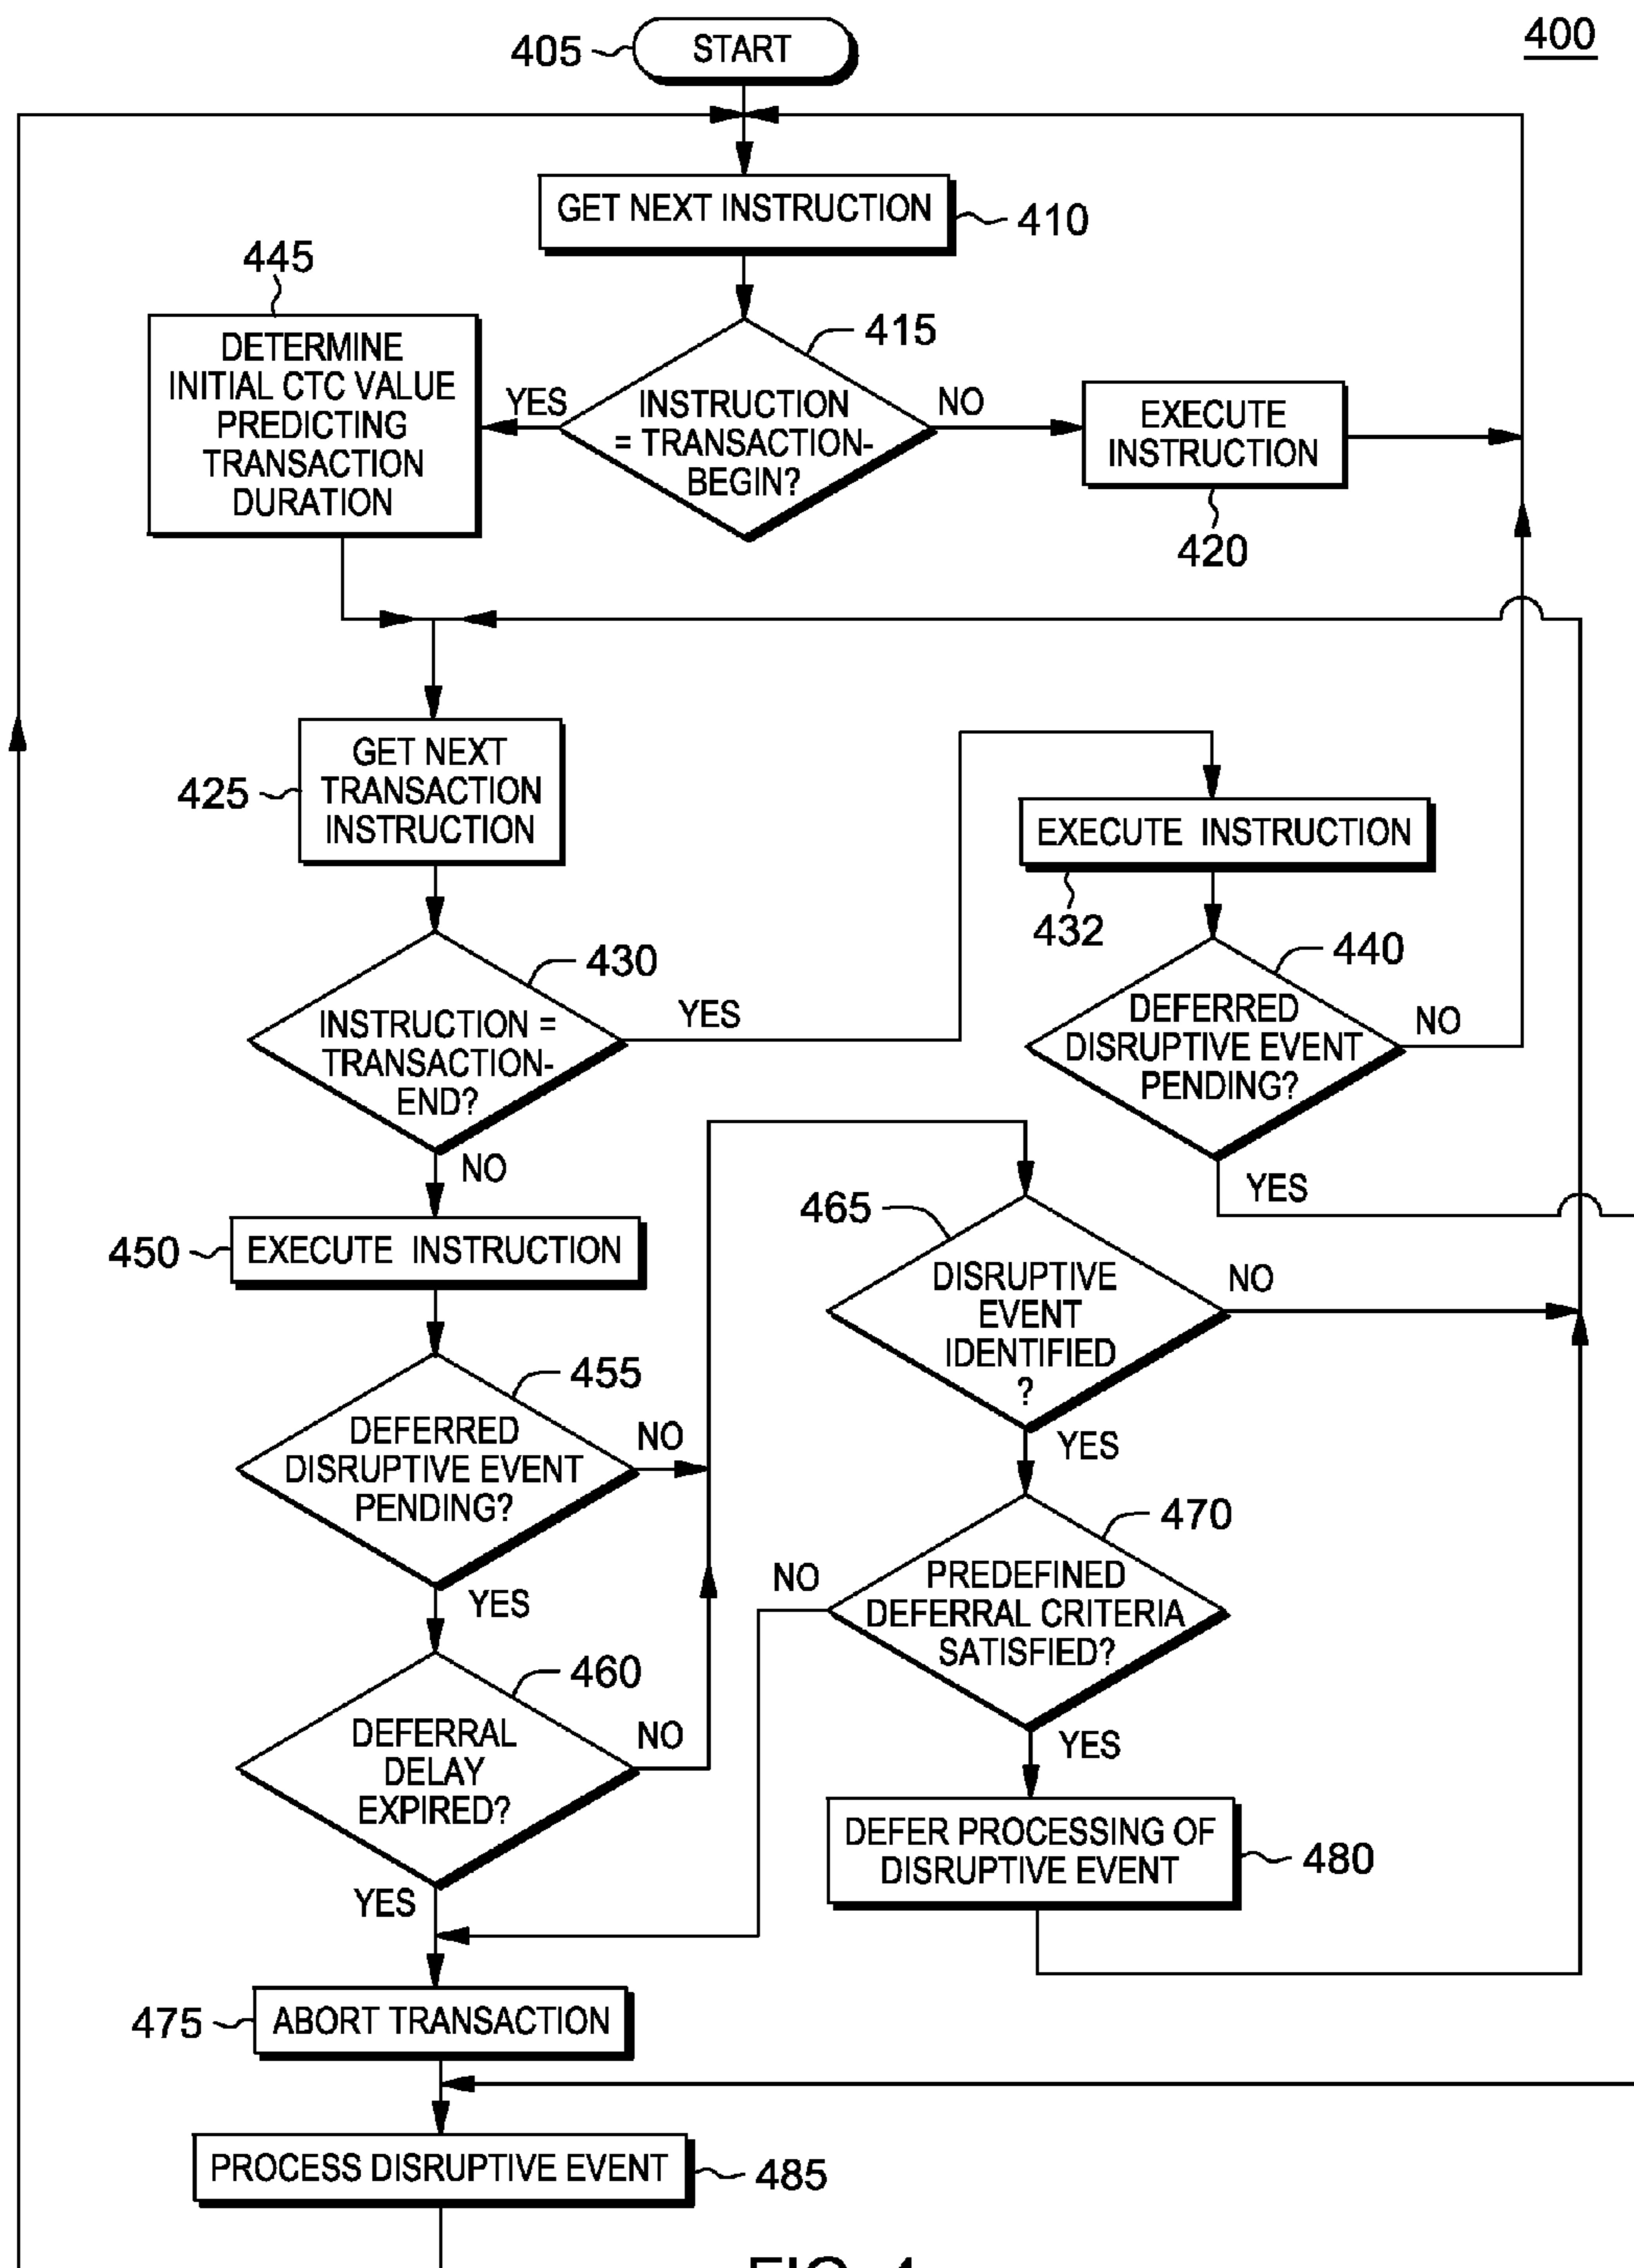 400
405
START
GET NEXT INSTRUCTION
410
445
DETERMINE
INITIAL CTC VALUE
PREDICTING
TRANSACTION
DURATION
415
YES
INSTRUCTION
= TRANSACTION-
BEGIN?
NO
EXECUTE
INSTRUCTION
420
425
GET NEXT
TRANSACTION
INSTRUCTION
EXECUTE INSTRUCTION
432
430
INSTRUCTION =
TRANSACTION-
END?
YES
NO
440
DEFERRED
DISRUPTIVE EVENT
PENDING?
NO
YES
450
EXECUTE INSTRUCTION
465
DISRUPTIVE
EVENT
IDENTIFIED
?
NO
YES
455
DEFERRED
DISRUPTIVE EVENT
PENDING?
NO
YES
470
PREDEFINED
DEFERRAL CRITERIA
SATISFIED?
NO
YES
460
DEFERRAL
DELAY
EXPIRED?
NO
YES
DEFER PROCESSING OF
DISRUPTIVE EVENT
480
475
ABORT TRANSACTION
PROCESS DISRUPTIVE EVENT
485